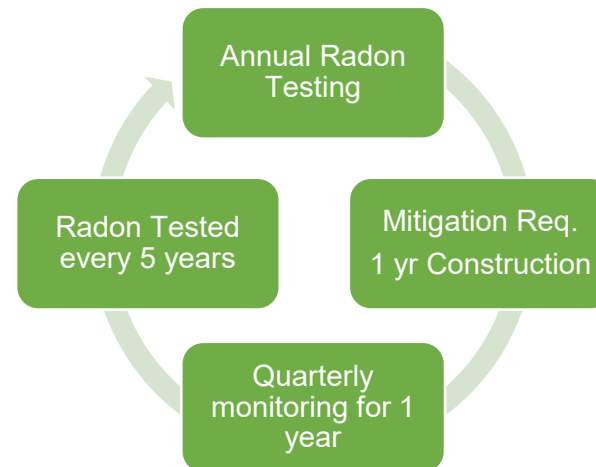 Annual Radon
Testing
Mitigation Req.
1 yr Construction
Quarterly
monitoring for 1
year
Radon Tested
every 5 years